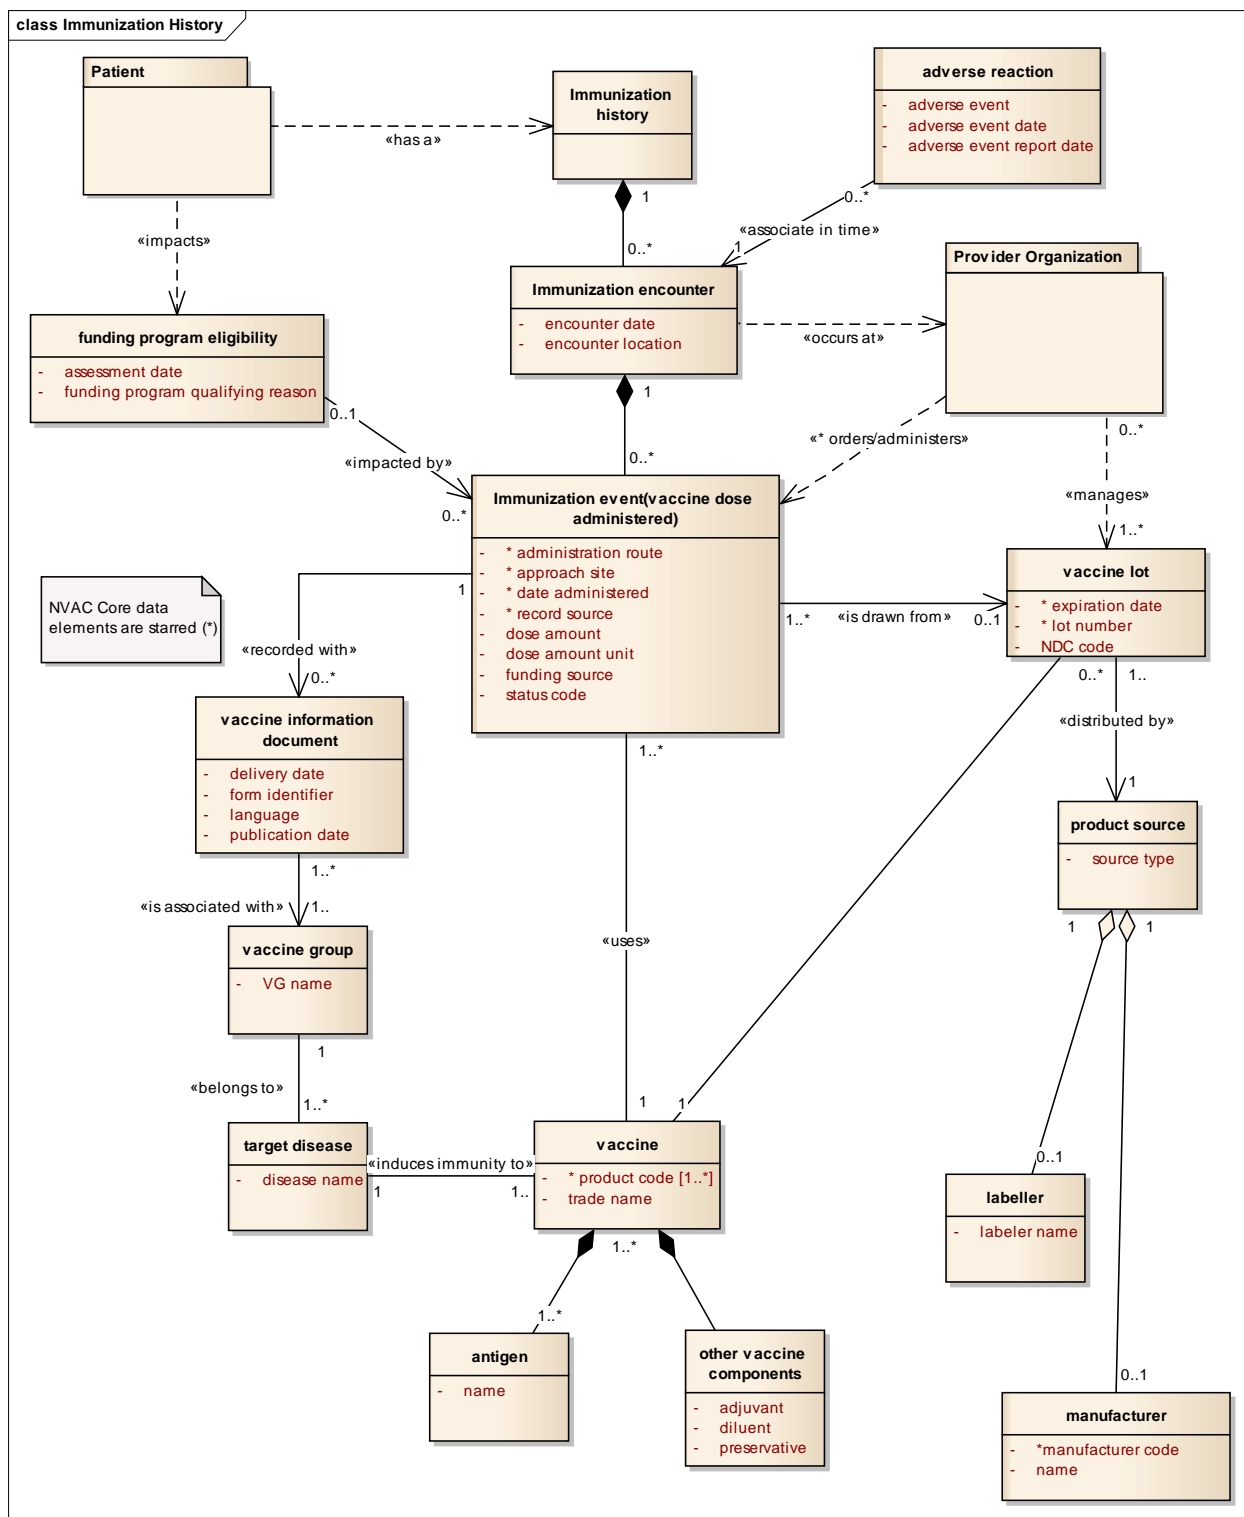 class Immunization History
Patient
Immunization
history
adverse reaction
- adverse event
- adverse event date
- adverse event report date
«has a»
1
0..*
0..*
«associate in time»
1
«impacts»
Immunization encounter
- encounter date
- encounter location
Provider Organization
«occurs at»
funding program eligibility
- assessment date
- funding program qualifying reason
0..1
1
0..*
«impacted by»
0..*
«* orders/administers»
0..*
«manages»
1..*
Immunization event(vaccine dose
administered)
- * administration route
- * approach site
- * date administered
- * record source
- dose amount
- dose amount unit
- funding source
- status code
vaccine lot
- * expiration date
- * lot number
- NDC code
NVAC Core data
elements are starred (*)
1
1..*
«is drawn from»
0..1
«recorded with»
0..*
0..*
1..
«distributed by»
1
vaccine information
document
- delivery date
- form identifier
- language
- publication date
1..*
product source
- source type
1..*
«is associated with»
1..
1
1
vaccine group
- VG name
«uses»
1
«belongs to»
1..*
1
1
target disease
- disease name
«induces immunity to»
1
1..
vaccine
- * product code [1..*]
- trade name
0..1
labeller
- labeler name
1..*
1..*
antigen
- name
other vaccine
components
- adjuvant
- diluent
- preservative
0..1
manufacturer
- *manufacturer code
- name